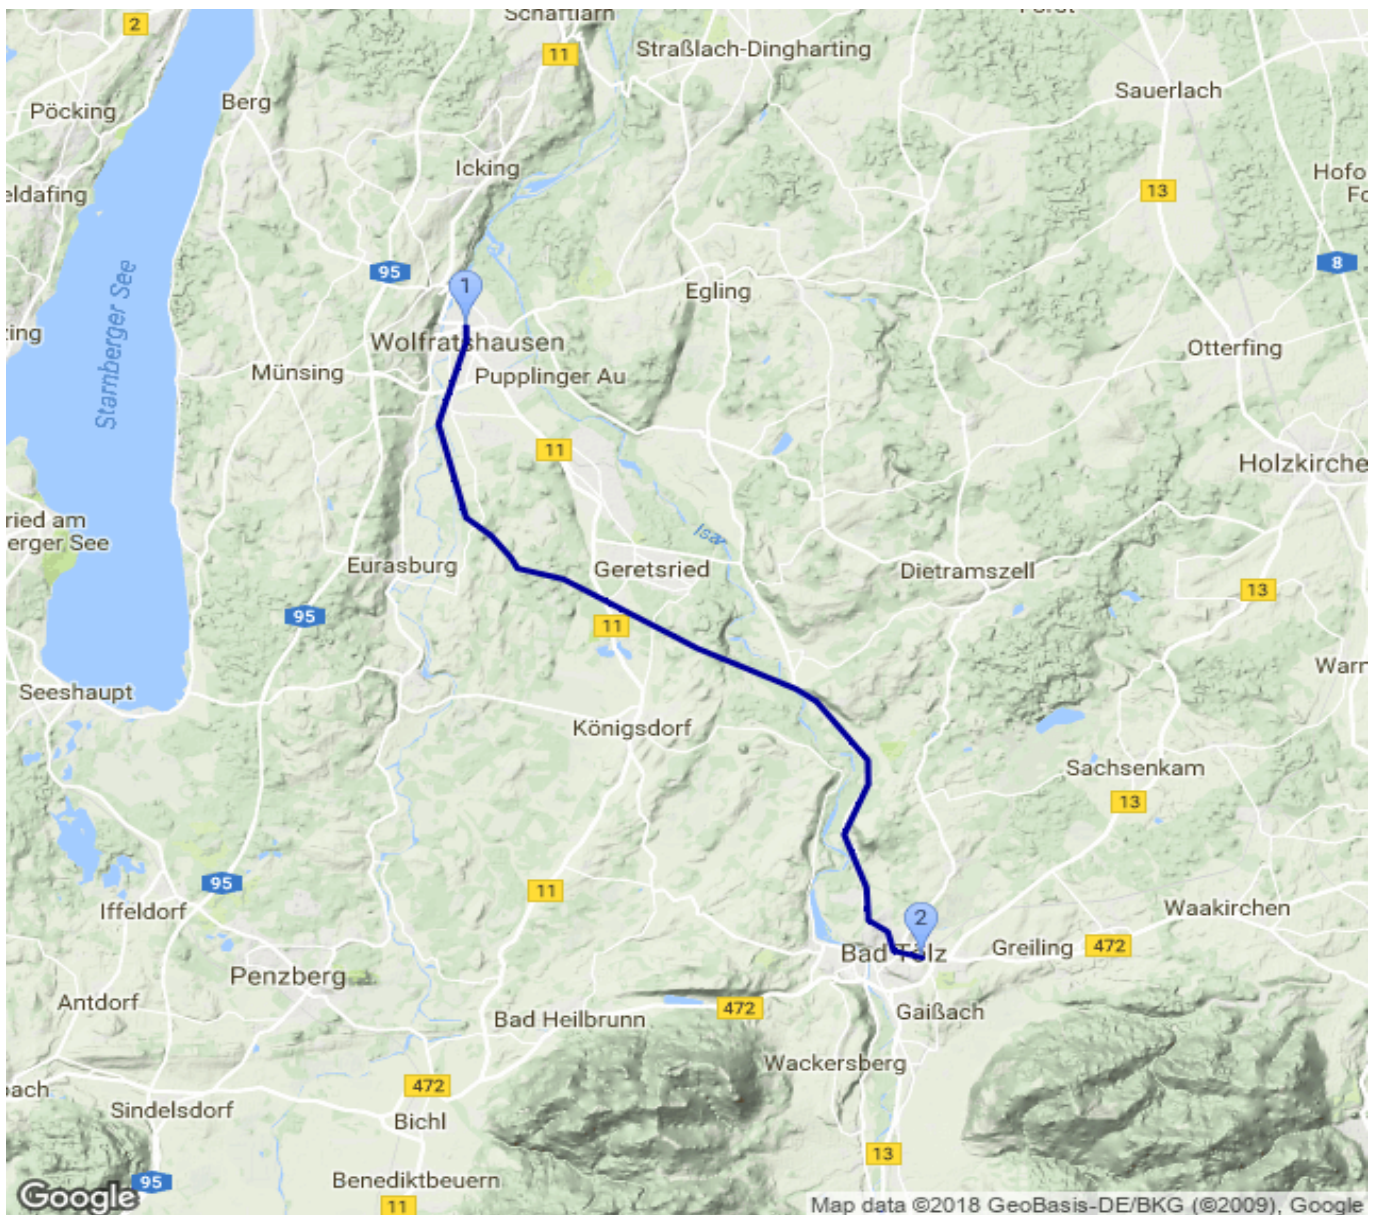 Schäftlarn
2
11
Straßlach-Dingharting
Sauerlach
Berg
Pöcking
Icking
eldafing
13
Hofo
Fo
8
95
1
Egling
Starnberger See
ting
Wolfratshausen
Otterfing
Münsing
Pupplinger Au
11
Holzkirche
ried am
erger See
Isar
Eurasburg
Geretsried
Dietramszell
13
95
11
Warn
Seeshaupt
Königsdorf
Sachsenkam
13
95
11
Iffeldorf
Waakirchen
2
Bad Tölz
Greiling
472
Penzberg
Antdorf
Bad Heilbrunn
472
Gaißach
Wackersberg
bach
472
Sindelsdorf
Bichl
13
Benediktbeuern
95
Google
11
Map data ©2018 GeoBasis-DE/BKG (©2009), Google